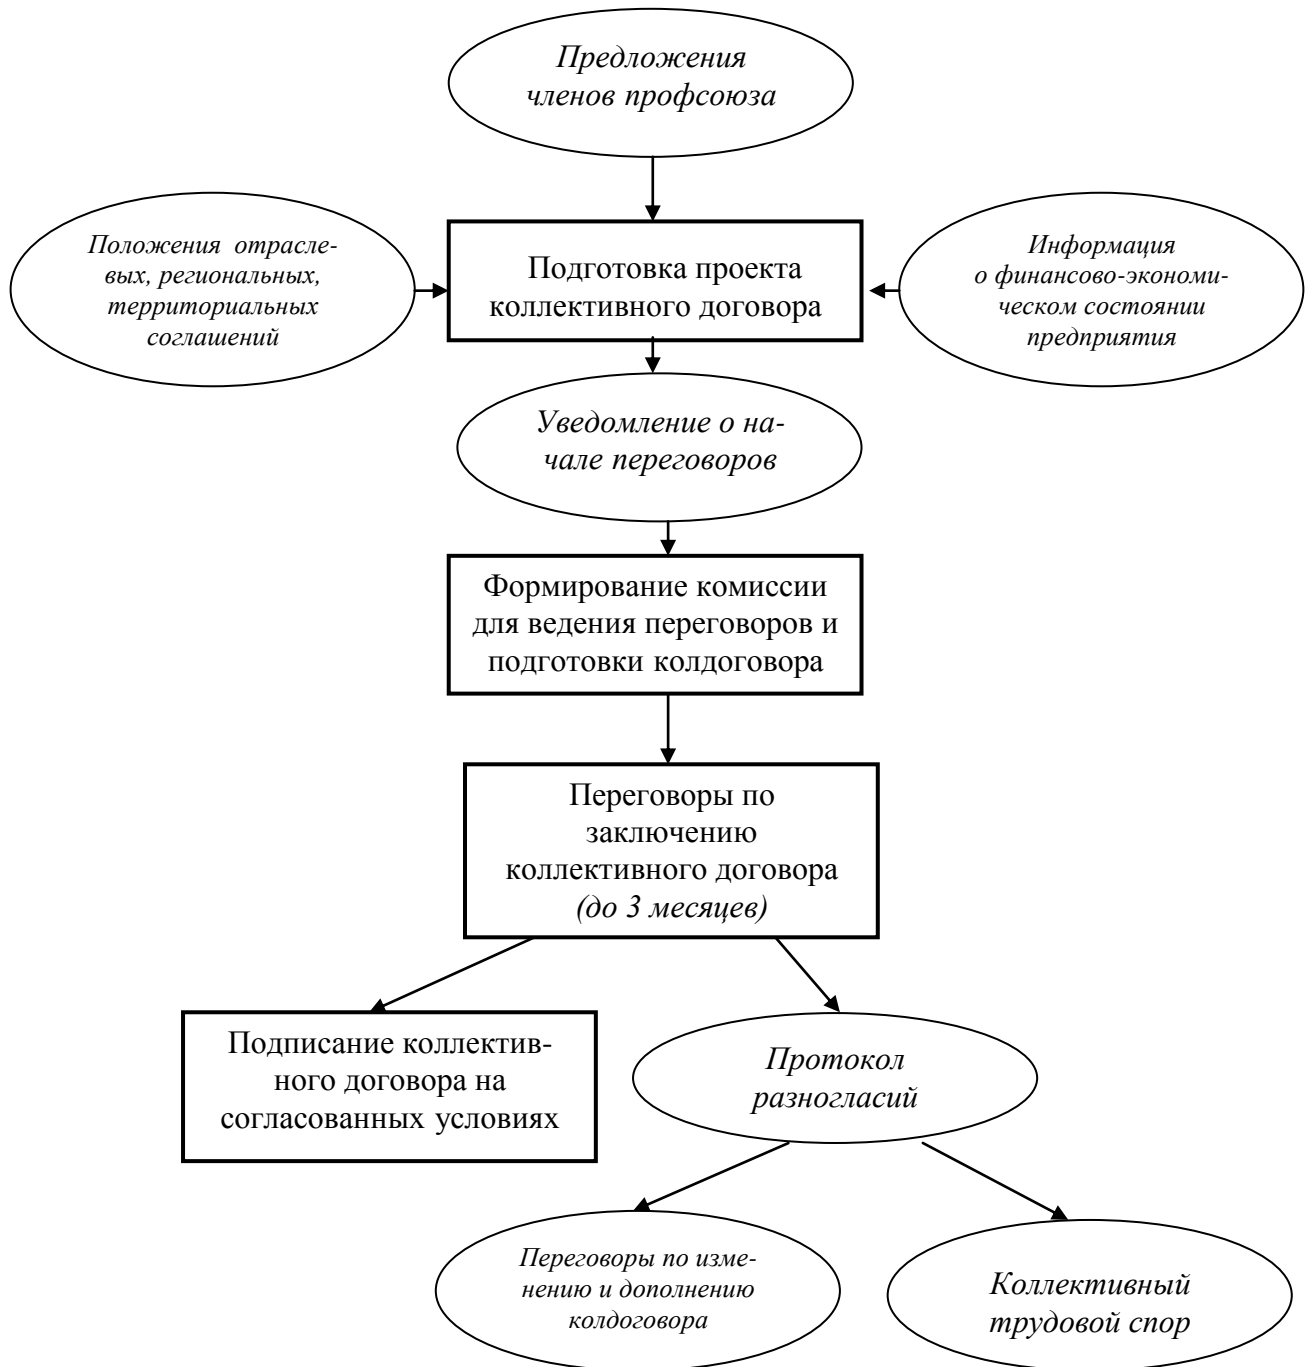 Предложения
членов профсоюза
Положения отрасле-
вых, региональных,
территориальных
соглашений
Подготовка проекта
коллективного договора
Информация
о финансово-экономи-
ческом состоянии
предприятия
Уведомление о на-
чале переговоров
Формирование комиссии
для ведения переговоров и
подготовки колдоговора
Переговоры по
заключению
коллективного договора
(до 3 месяцев)
Подписание коллектив-
ного договора на
согласованных условиях
Протокол
разногласий
Переговоры по изме-
нению и дополнению
колдоговора
Коллективный
трудовой спор